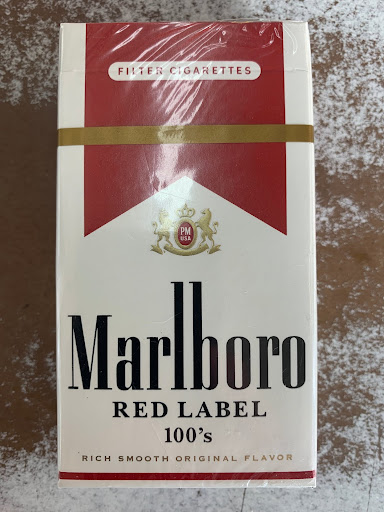 FILTER CIGARETTES
PM
USA
Marlboro
RED LABEL
100's
RICH SMOOTH ORIGINAL FLAVOR